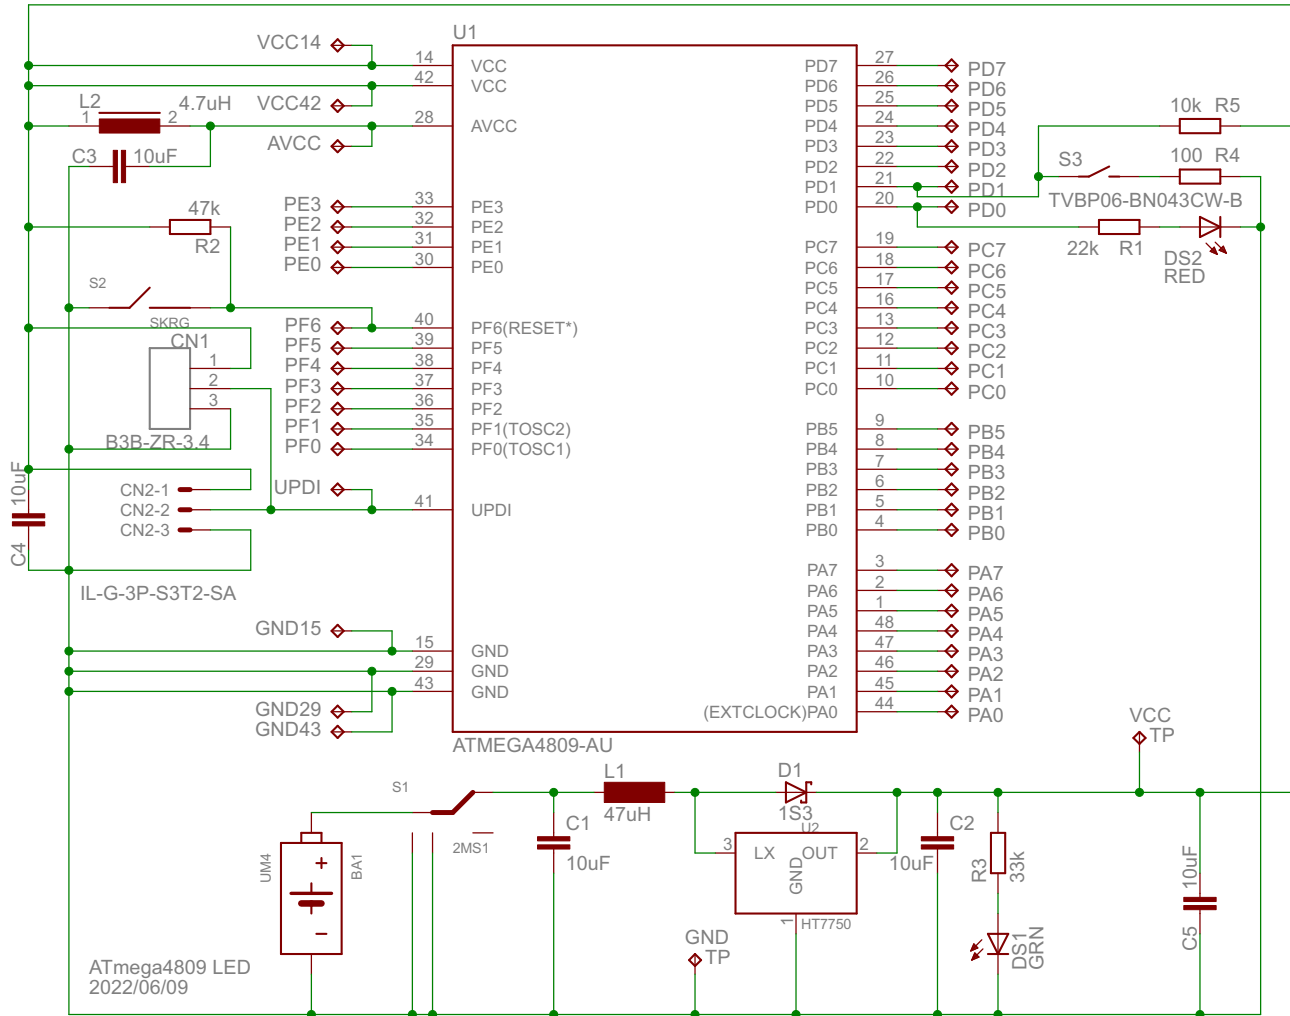 U1
VCC14
14
VCC
42
VCC
VCC42
L2
4.7uH
1
2
28
AVCC
AVCC
C3
10uF
PE3
33
PE3
PE2
32
PE2
PE1
31
PE1
PE0
30
PE0
47k
R2
S2
SKRG
PF6
40
PF6(RESET*)
PF5
39
PF5
PF4
38
PF4
PF3
37
PF3
PF2
36
PF2
PF1
35
PF1(TOSC2)
PF0
34
PF0(TOSC1)
CN1
1
2
3
B3B-ZR-3.4
UPDI
41
UPDI
CN2-1
CN2-2
CN2-3
IL-G-3P-S3T2-SA
10uF
C4
GND15
15
GND
29
GND
43
GND
GND29
GND43
PD7
27
PD7
PD6
26
PD6
PD5
25
PD5
PD4
24
PD4
PD3
23
PD3
PD2
22
PD2
PD1
21
PD1
PD0
20
PD0
PC7
19
PC7
PC6
18
PC6
PC5
17
PC5
PC4
16
PC4
PC3
13
PC3
PC2
12
PC2
PC1
11
PC1
PC0
10
PC0
PB5
9
PB5
PB4
8
PB4
PB3
7
PB3
PB2
6
PB2
PB1
5
PB1
PB0
4
PB0
PA7
3
PA7
PA6
2
PA6
PA5
1
PA5
PA4
48
PA4
PA3
47
PA3
PA2
46
PA2
PA1
45
PA1
(EXTCLOCK)PA0
44
PA0
ATMEGA4809-AU
10k R5
S3
100 R4
TVBP06-BN043CW-B
22k R1
DS2
RED
VCC
TP
S1
2MS1
UM4
BA1
L1
47uH
C1
10uF
D1
1S3
U2
3
LX
OUT
2
GND
1
HT7750
C2
10uF
R3
33k
DS1
GRN
10uF
C5
GND
TP
ATmega4809 LED
2022/06/09